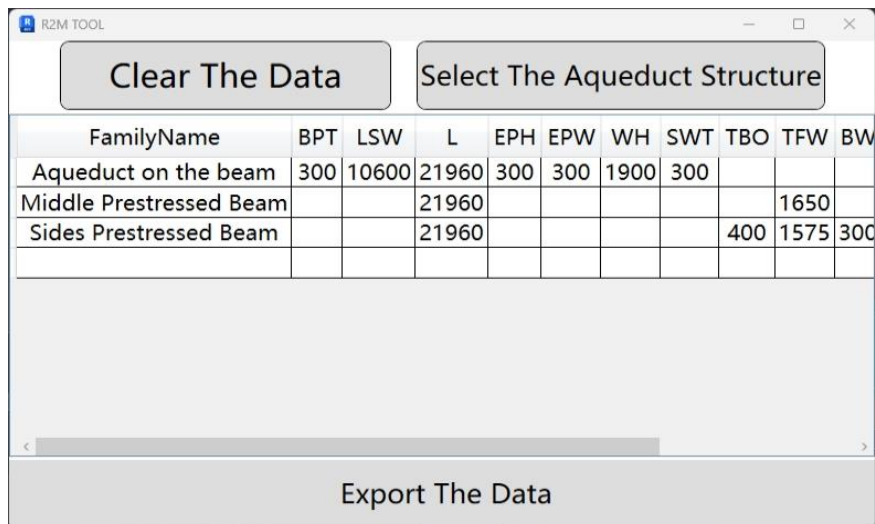 R2M TOOL
Clear The Data Select The Aqueduct Structure
FamilyName BPT LSW L EPH EPW WH SWT TBO TFW BW
Aqueduct on the beam 300 10600 21960 300 300 1900 300
Middle Prestressed Beam 21960 1650
Sides Prestressed Beam 21960 400 1575 300
Export The Data